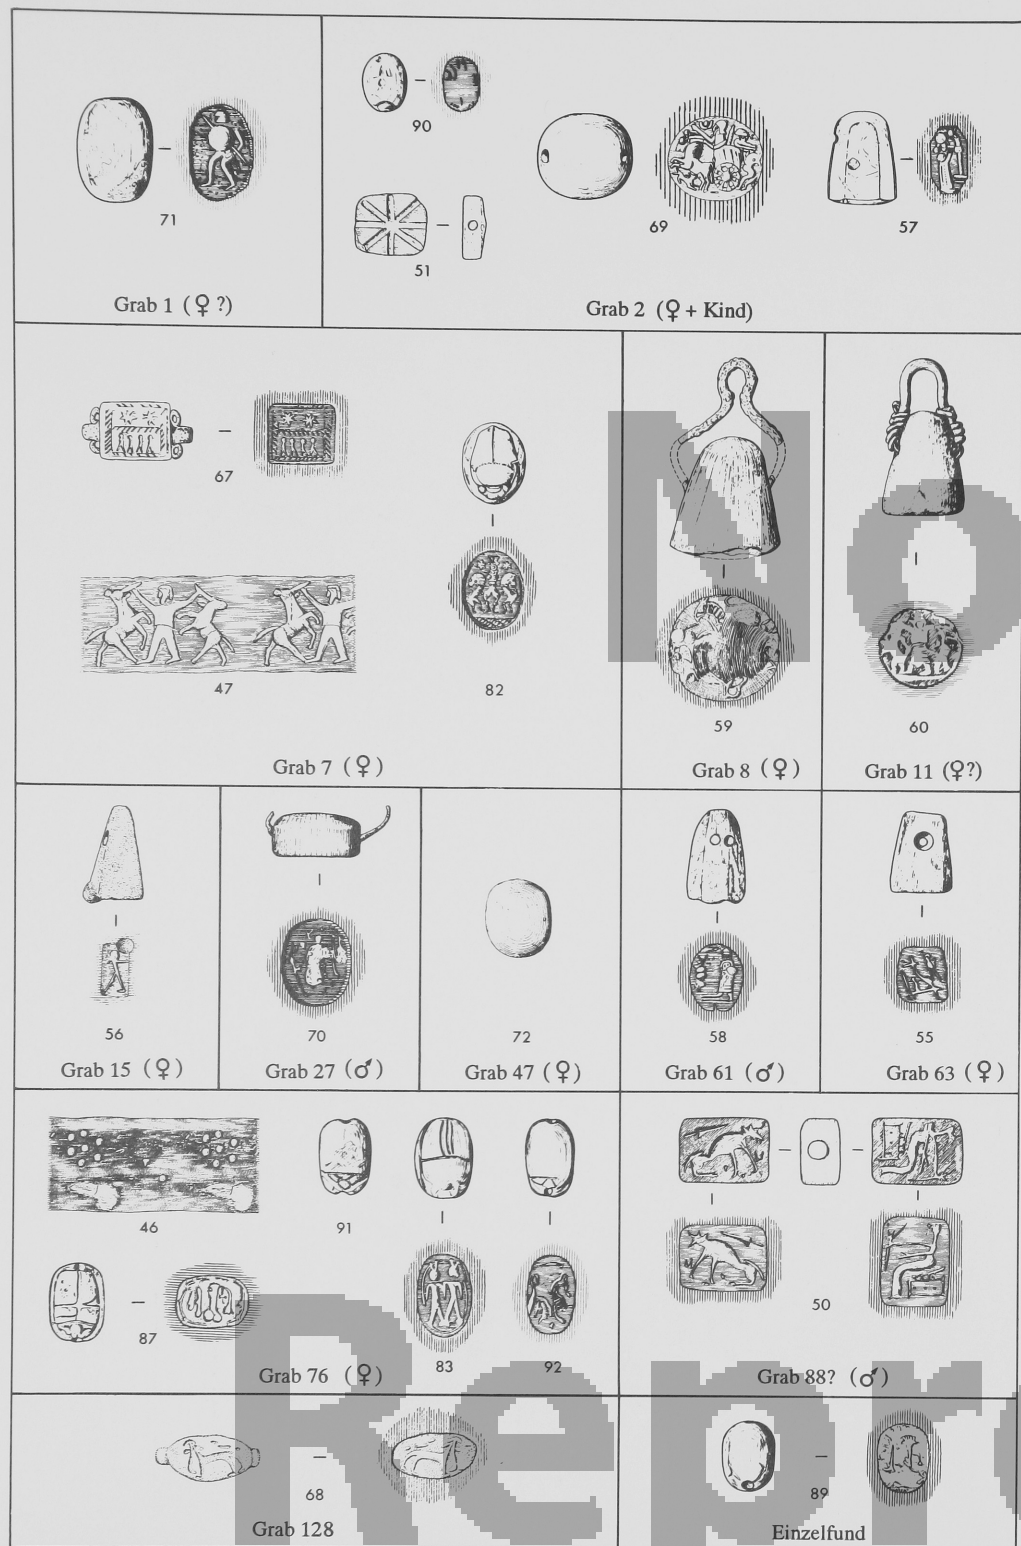 90
71
51
69
57
Grab 1 (♀ ?)
Grab 2 (♀ + Kind)
67
47
82
59
60
Grab 7 (♀)
Grab 8 (♀)
Grab 11 (♀?)
56
70
72
58
55
Grab 15 (♀)
Grab 27 (♂)
Grab 47 (♀)
Grab 61 (♂)
Grab 63 (♀)
46
91
87
83
92
50
Grab 76 (♀)
Grab 88? (♂)
68
89
Grab 128
Einzelfund
No
Repro